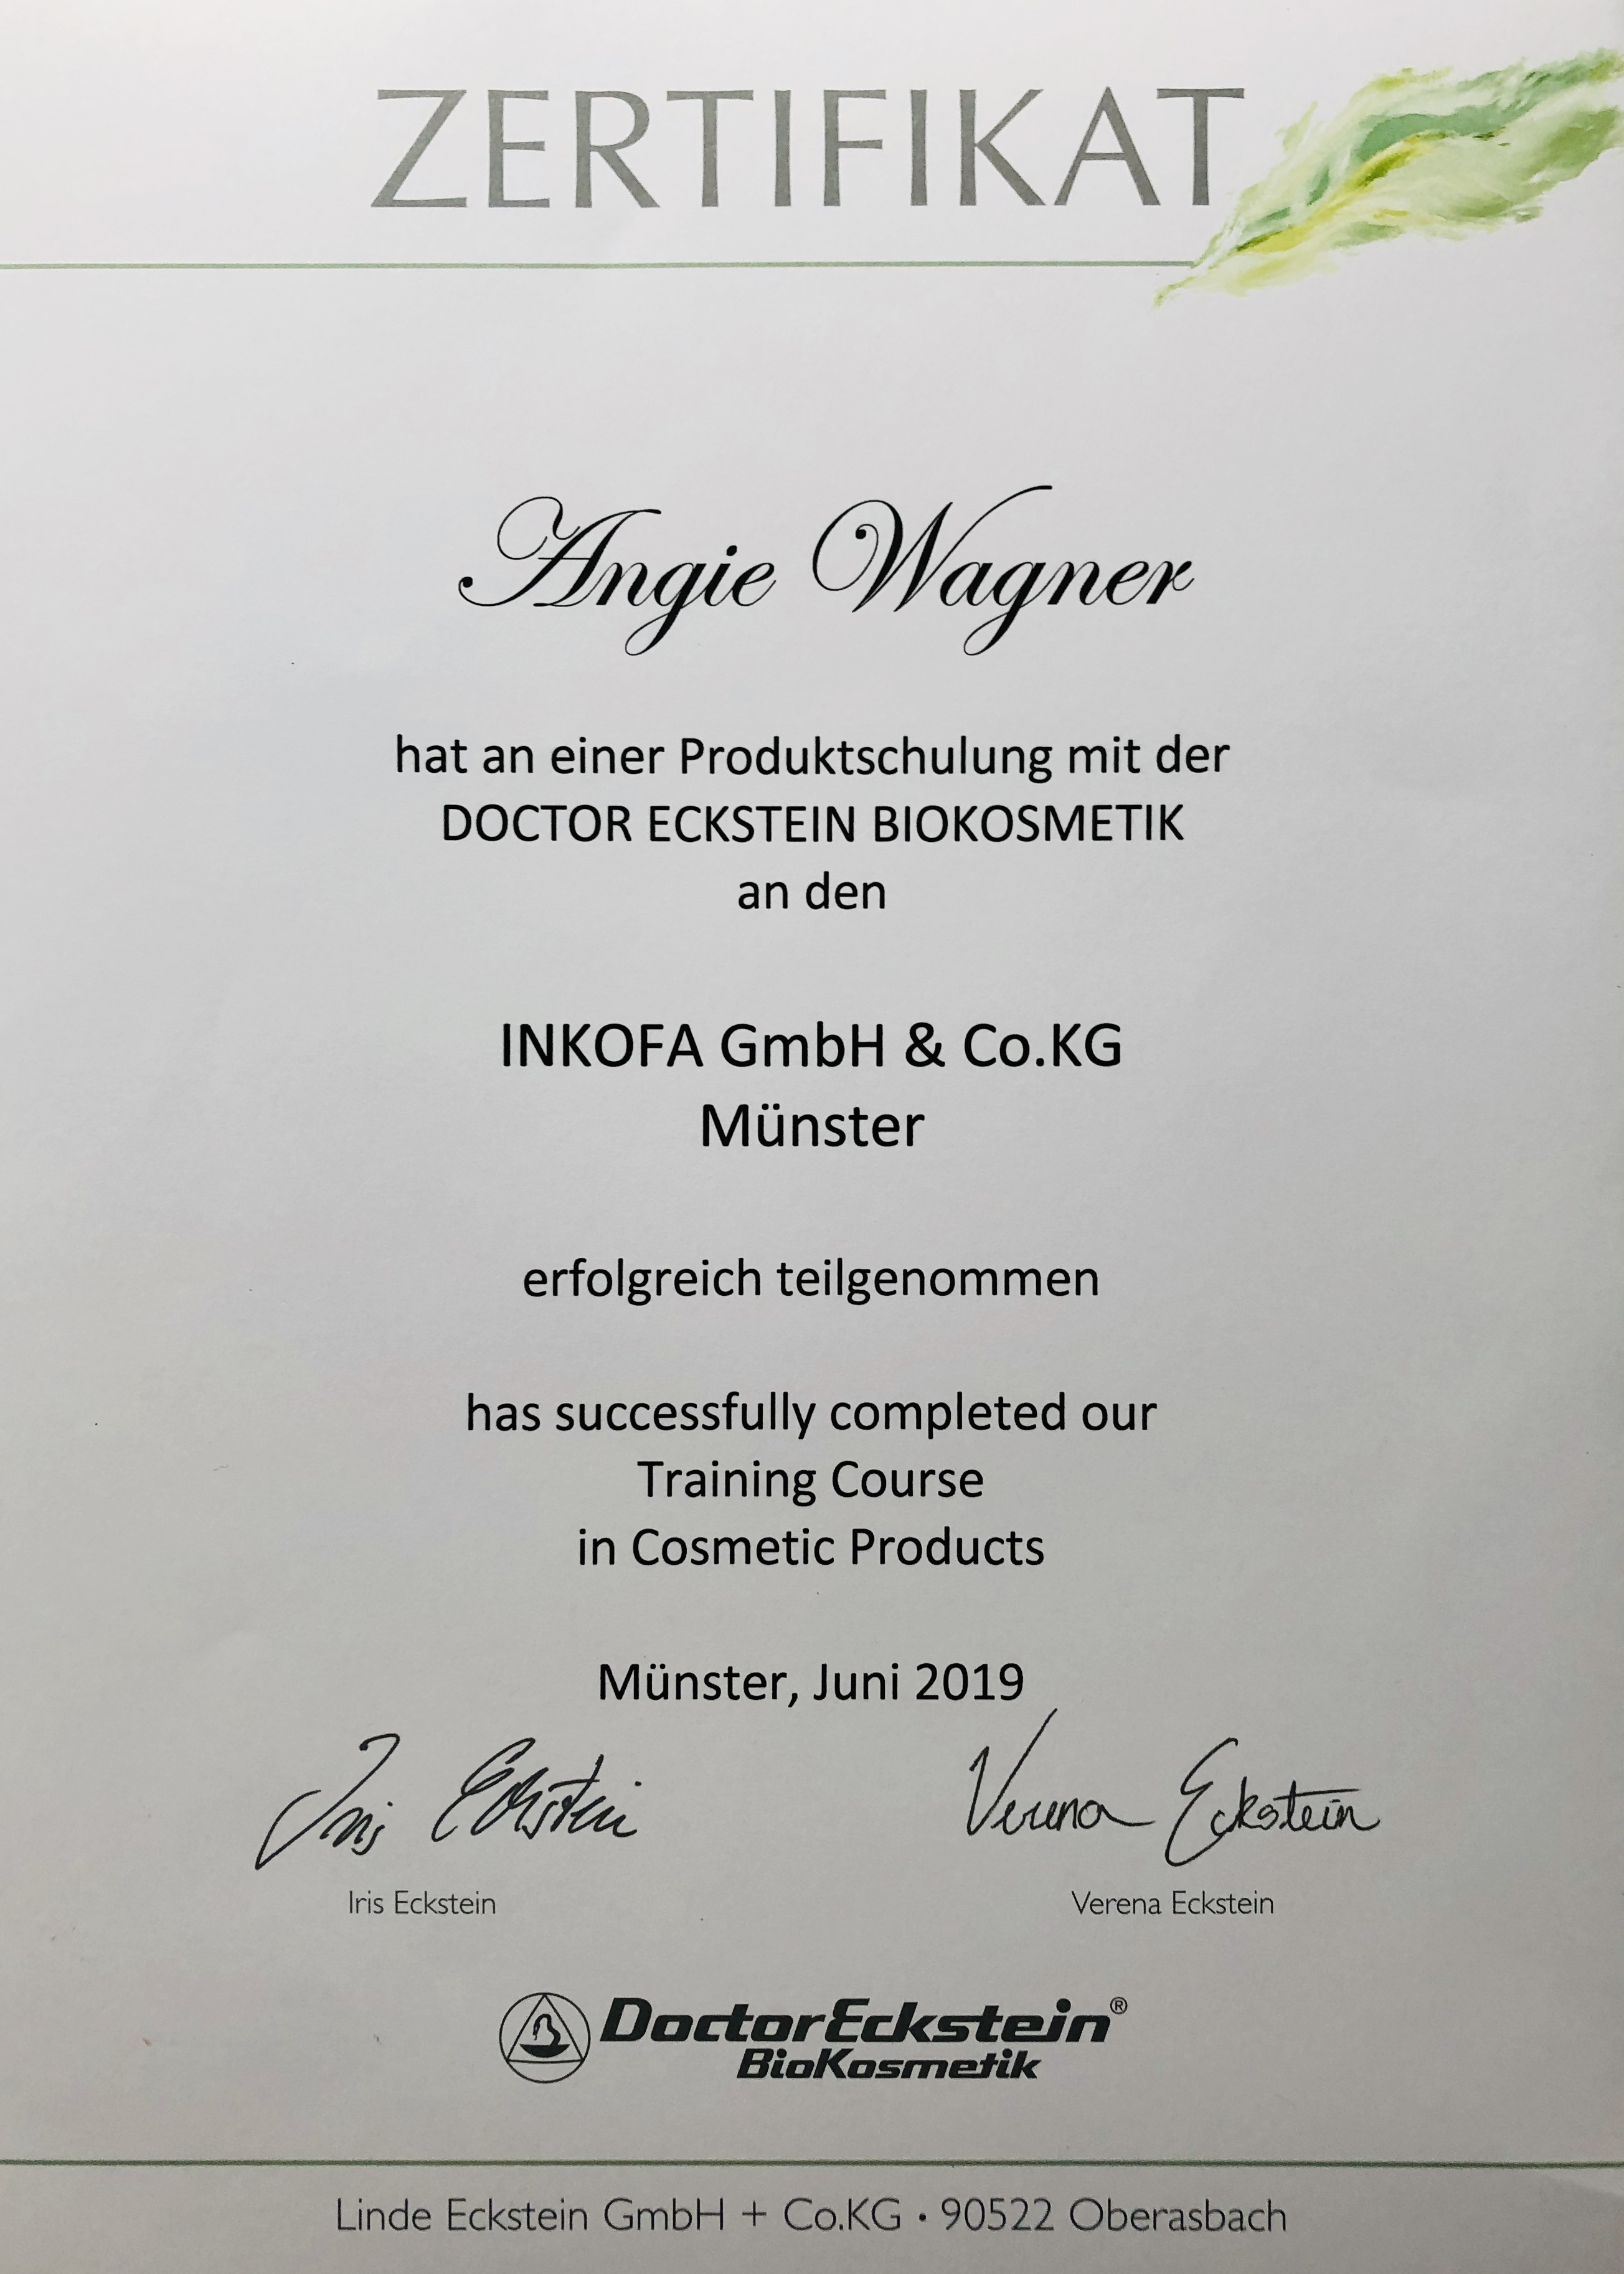 ZERTIFIKAT
Angie Wagner
hat an einer Produktschulung mit der
DOCTOR ECKSTEIN BIOKOSMETIK
an den
INKOFA GmbH & Co.KG
Münster
erfolgreich teilgenommen
has successfully completed our
Training Course
in Cosmetic Products
Münster, Juni 2019
Iris Eckstein Verena Eckstein
Iris Eckstein Verena Eckstein
DoctorEckstein®
BioKosmetik
Linde Eckstein GmbH + Co.KG • 90522 Oberasbach